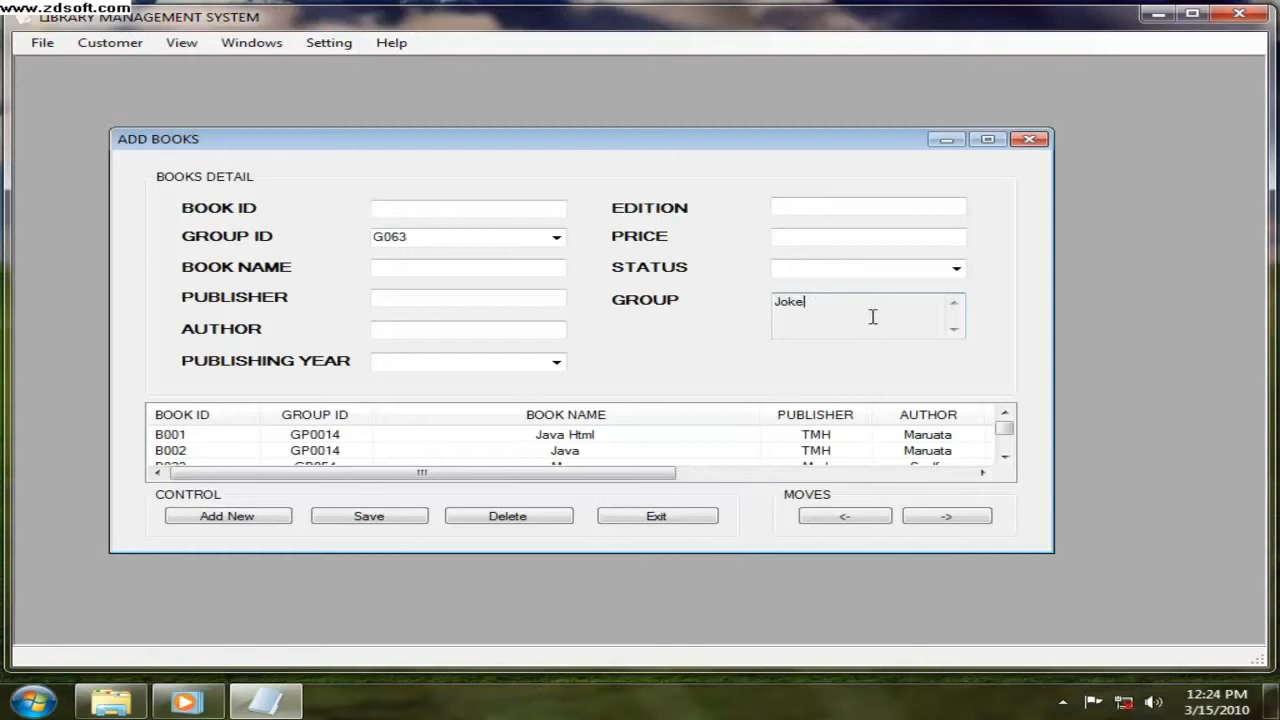 www.zdsoft.com
LIBRARY MANAGEMENT SYSTEM
File Customer View Windows Setting Help
ADD BOOKS
BOOKS DETAIL
BOOK ID
EDITION
GROUP ID G063
PRICE
BOOK NAME
STATUS
PUBLISHER
GROUP Joke
AUTHOR
PUBLISHING YEAR
BOOK ID GROUP ID BOOK NAME PUBLISHER AUTHOR
B001 GP0014 Java Html TMH Maruata
B002 GP0014 Java TMH Maruata
CONTROL
MOVES
Add New Save Delete Exit <- ->
12:24 PM
3/15/2010